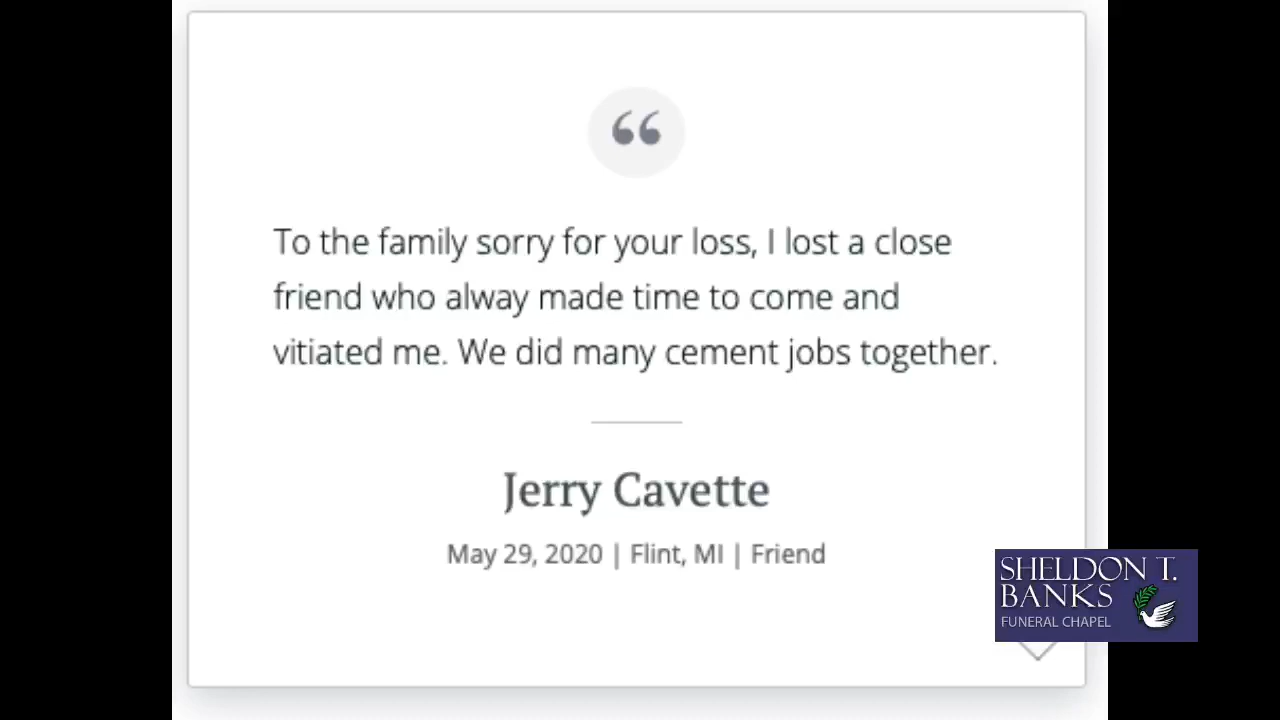 “
To the family sorry for your loss, I lost a close
friend who alway made time to come and
vitiated me. We did many cement jobs together.
Jerry Cavette
May 29, 2020 | Flint, MI | Friend
SHELDON T.
BANKS
FUNERAL CHAPEL